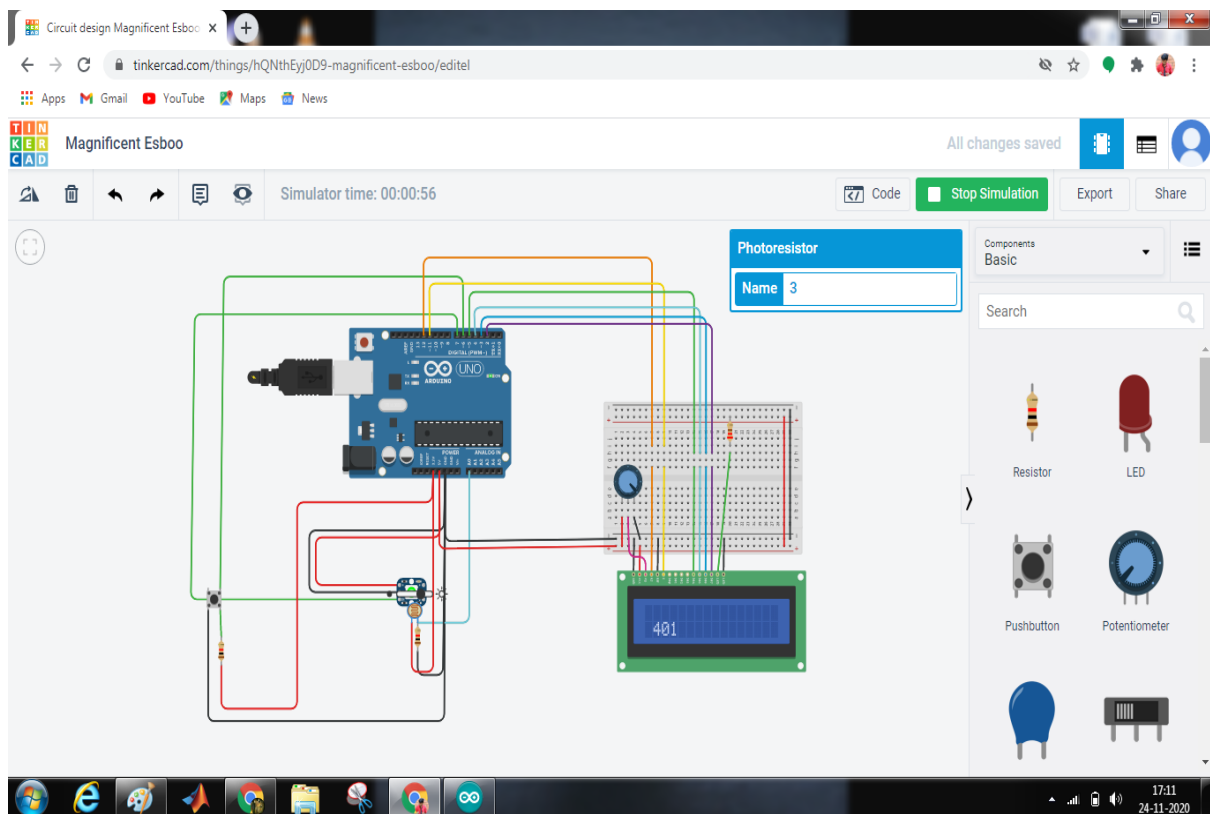 Circuit design Magnificent Esboo
tinkercad.com/things/hQNthEyj0D9-magnificent-esboo/editel
Apps Gmail YouTube Maps News
TIN
KER
CAD
Magnificent Esboo
All changes saved
Simulator time: 00:00:56
Code
Stop Simulation
Export
Share
Photoresistor
Name 3
Components
Basic
Search
DIGITAL (PWM~)
UNO
ARDUINO
POWER
ANALOG IN
401
Resistor
LED
Pushbutton
Potentiometer
17:11
24-11-2020